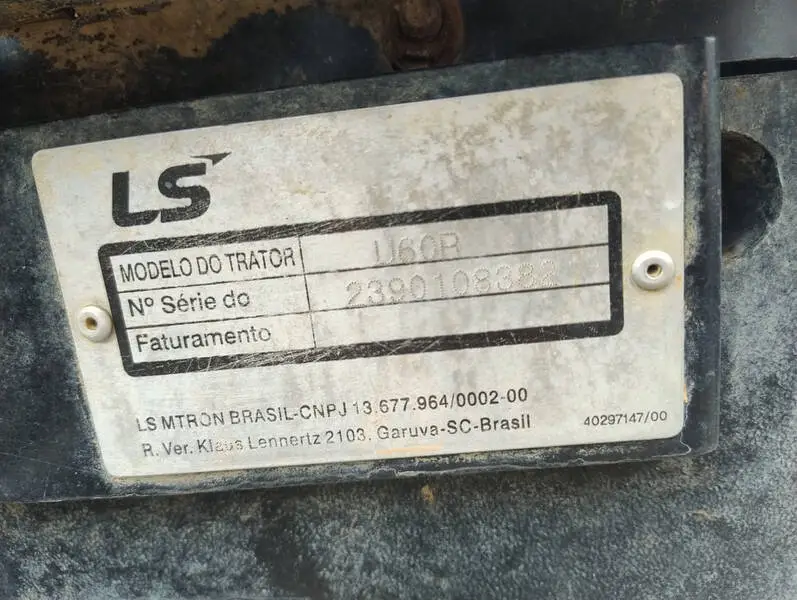 LS
MODELO DO TRATOR U60R
Nº Série do 2390108382
Faturamento
LS MTRON BRASIL-CNPJ 13.677.964/0002-00
R. Ver. Klaus Lennertz 2103. Garuva-SC-Brasil
40297147/00